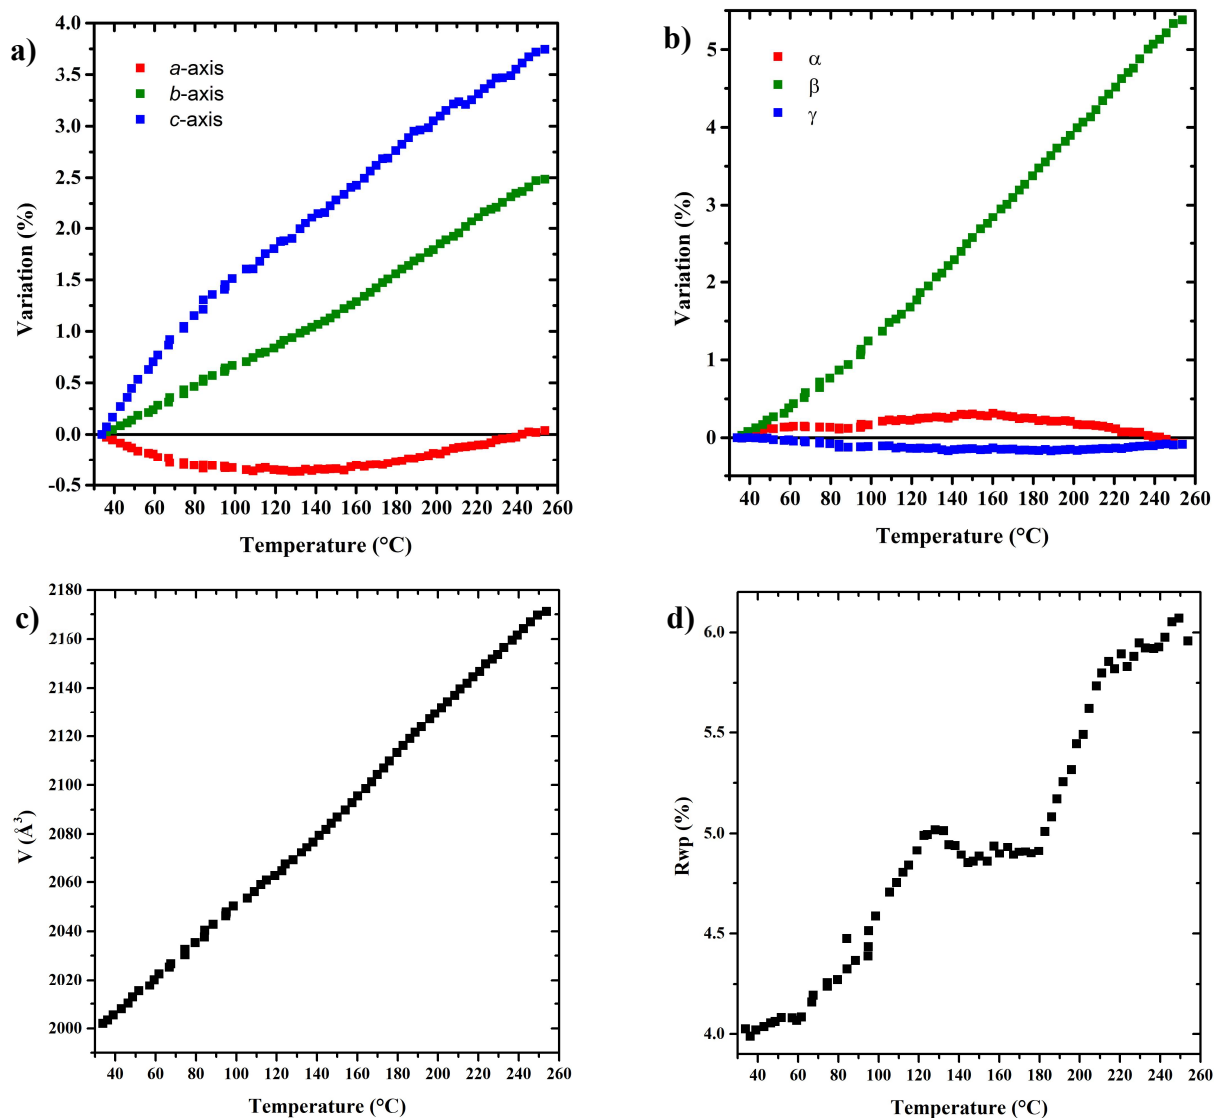 a)
4.0
3.5
3.0
2.5
2.0
1.5
1.0
0.5
0.0
-0.5
Variation (%)
a-axis
b-axis
c-axis
40 60 80 100 120 140 160 180 200 220 240 260
Temperature (°C)
b)
5
4
3
2
1
0
Variation (%)
α
β
γ
40 60 80 100 120 140 160 180 200 220 240 260
Temperature (°C)
c)
2180
2160
2140
2120
2100
2080
2060
2040
2020
2000
V (Å³)
40 60 80 100 120 140 160 180 200 220 240 260
Temperature (°C)
d)
6.0
5.5
5.0
4.5
4.0
Rwp (%)
40 60 80 100 120 140 160 180 200 220 240 260
Temperature (°C)